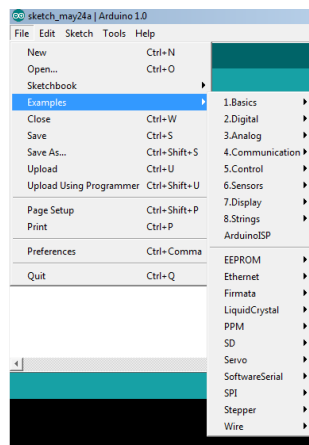 sketch_may24a | Arduino 1.0
File Edit Sketch Tools Help
New Ctrl+N
Open... Ctrl+O
Sketchbook
Examples
Close Ctrl+W
Save Ctrl+S
Save As... Ctrl+Shift+S
Upload Ctrl+U
Upload Using Programmer Ctrl+Shift+U
Page Setup Ctrl+Shift+P
Print Ctrl+P
Preferences Ctrl+Comma
Quit Ctrl+Q
1.Basics
2.Digital
3.Analog
4.Communication
5.Control
6.Sensors
7.Display
8.Strings
ArduinoISP
EEPROM
Ethernet
Firmata
LiquidCrystal
PPM
SD
Servo
SoftwareSerial
SPI
Stepper
Wire